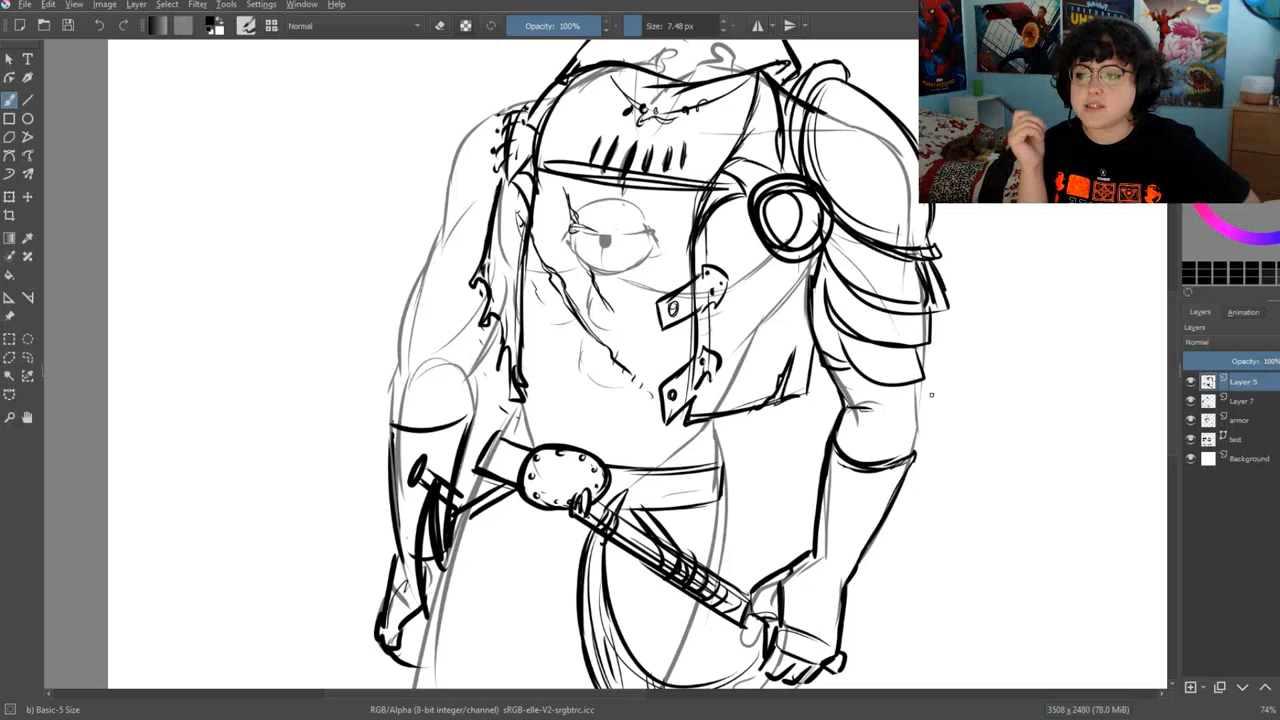 File Edit View Image Layer Select Filter Tools Settings Window Help
Normal Opacity: 100% Size: 7.48 px
Layers Animation
Layers
Normal
Opacity: 100%
Layer 5
Layer 7
armor
text
Background
b) Basic-5 Size RGB/Alpha (8-bit integer/channel) sRGB-elle-V2-srgbtrc.icc 3508 x 2480 (78.0 MiB) 74%